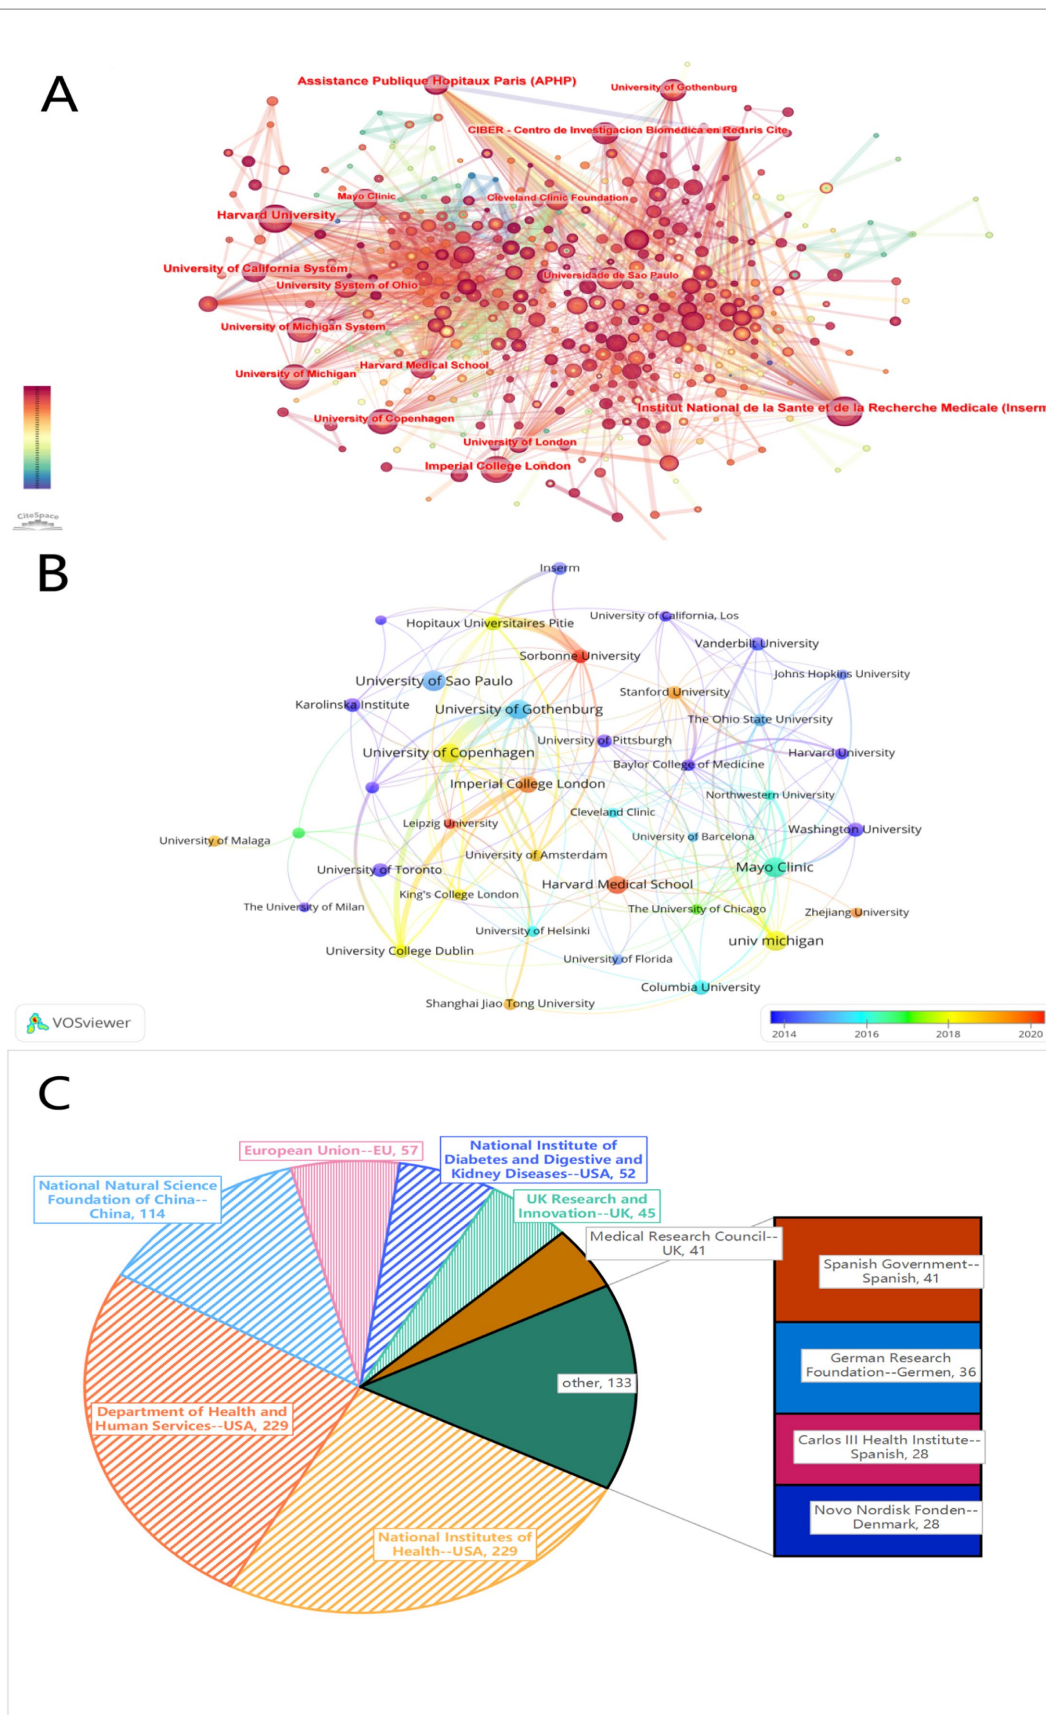 A
Assistance Publique Hopitaux Paris (APHP)
University of Gothenburg
CIBER - Centro de Investigacion Biomedica en Red
aris Cite
Mayo Clinic
Cleveland Clinic Foundation
Harvard University
University of California System
Universidade de Sao Paulo
University System of Ohio
University of Michigan System
Harvard Medical School
University of Michigan
Institut National de la Sante et de la Recherche Medicale (Inserm
University of Copenhagen
University of London
Imperial College London
CiteSpace
B
Inserm
University of California, Los
Hopitaux Universitaires Pitie
Vanderbilt University
Sorbonne University
Johns Hopkins University
University of Sao Paulo
Stanford University
Karolinska Institute
University of Gothenburg
The Ohio State University
University of Pittsburgh
University of Copenhagen
Harvard University
Baylor College of Medicine
Imperial College London
Northwestern University
Cleveland Clinic
Leipzig University
Washington University
University of Barcelona
University of Malaga
University of Amsterdam
Mayo Clinic
University of Toronto
Harvard Medical School
King's College London
The University of Milan
The University of Chicago
Zhejiang University
University of Helsinki
univ michigan
University College Dublin
University of Florida
Columbia University
Shanghai Jiao Tong University
VOSviewer
2014
2016
2018
2020
C
European Union--EU, 57
National Institute of
Diabetes and Digestive and
Kidney Diseases--USA, 52
National Natural Science
Foundation of China--
China, 114
UK Research and
Innovation--UK, 45
Medical Research Council--
UK, 41
Spanish Government--
Spanish, 41
German Research
Foundation--Germen, 36
other, 133
Department of Health and
Human Services--USA, 229
Carlos III Health Institute--
Spanish, 28
Novo Nordisk Fonden--
Denmark, 28
National Institutes of
Health--USA, 229